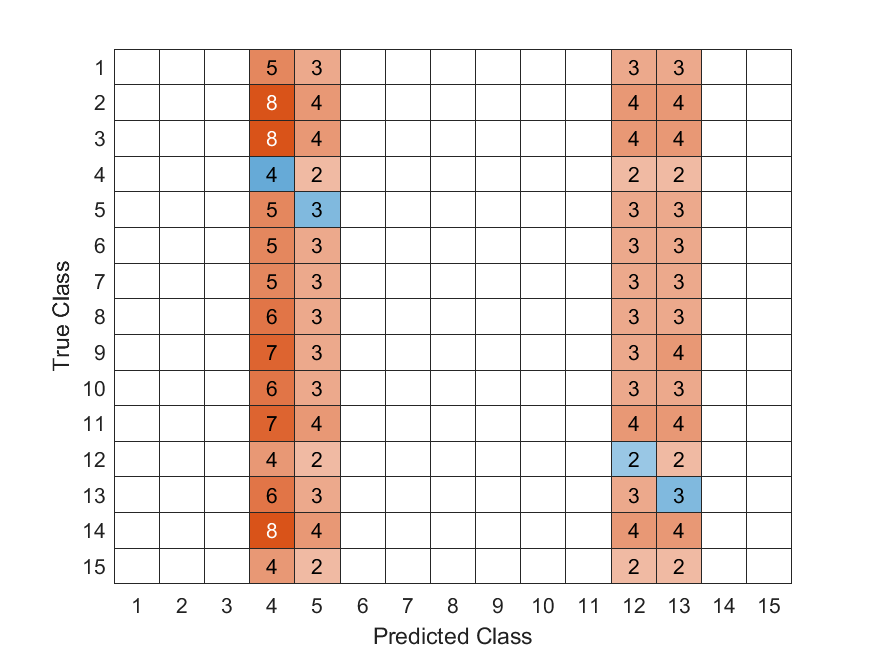 1 5 3 3 3
2 8 4 4 4
3 8 4 4 4
4 4 2 2 2
5 5 3 3 3
6 5 3 3 3
7 5 3 3 3
8 6 3 3 3
9 7 3 3 4
10 6 3 3 3
11 7 4 4 4
12 4 2 2 2
13 6 3 3 3
14 8 4 4 4
15 4 2 2 2
1 2 3 4 5 6 7 8 9 10 11 12 13 14 15
Predicted Class
True Class